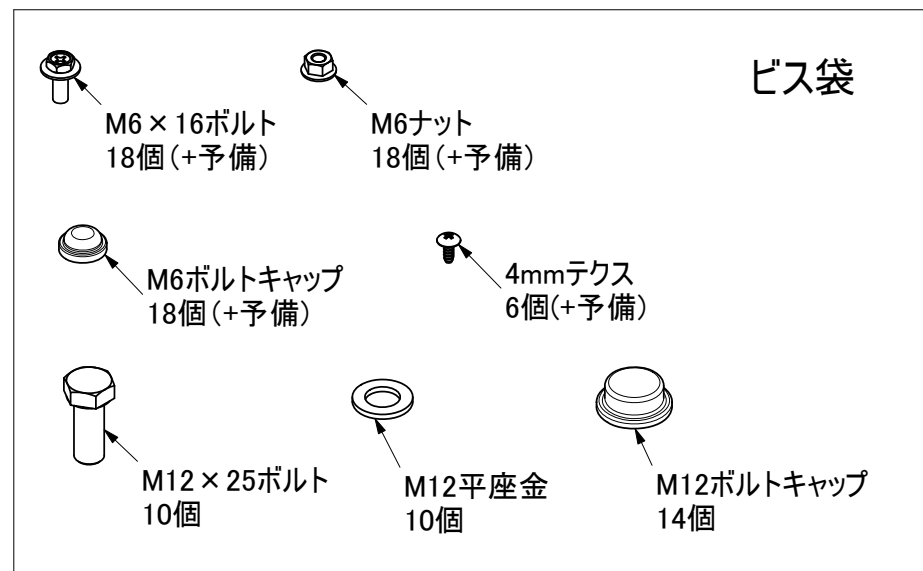 ビス袋
M6×16ボルト
18個(+予備)
M6ナット
18個(+予備)
M6ボルトキャップ
18個(+予備)
4mmテクス
6個(+予備)
M12×25ボルト
10個
M12平座金
10個
M12ボルトキャップ
14個